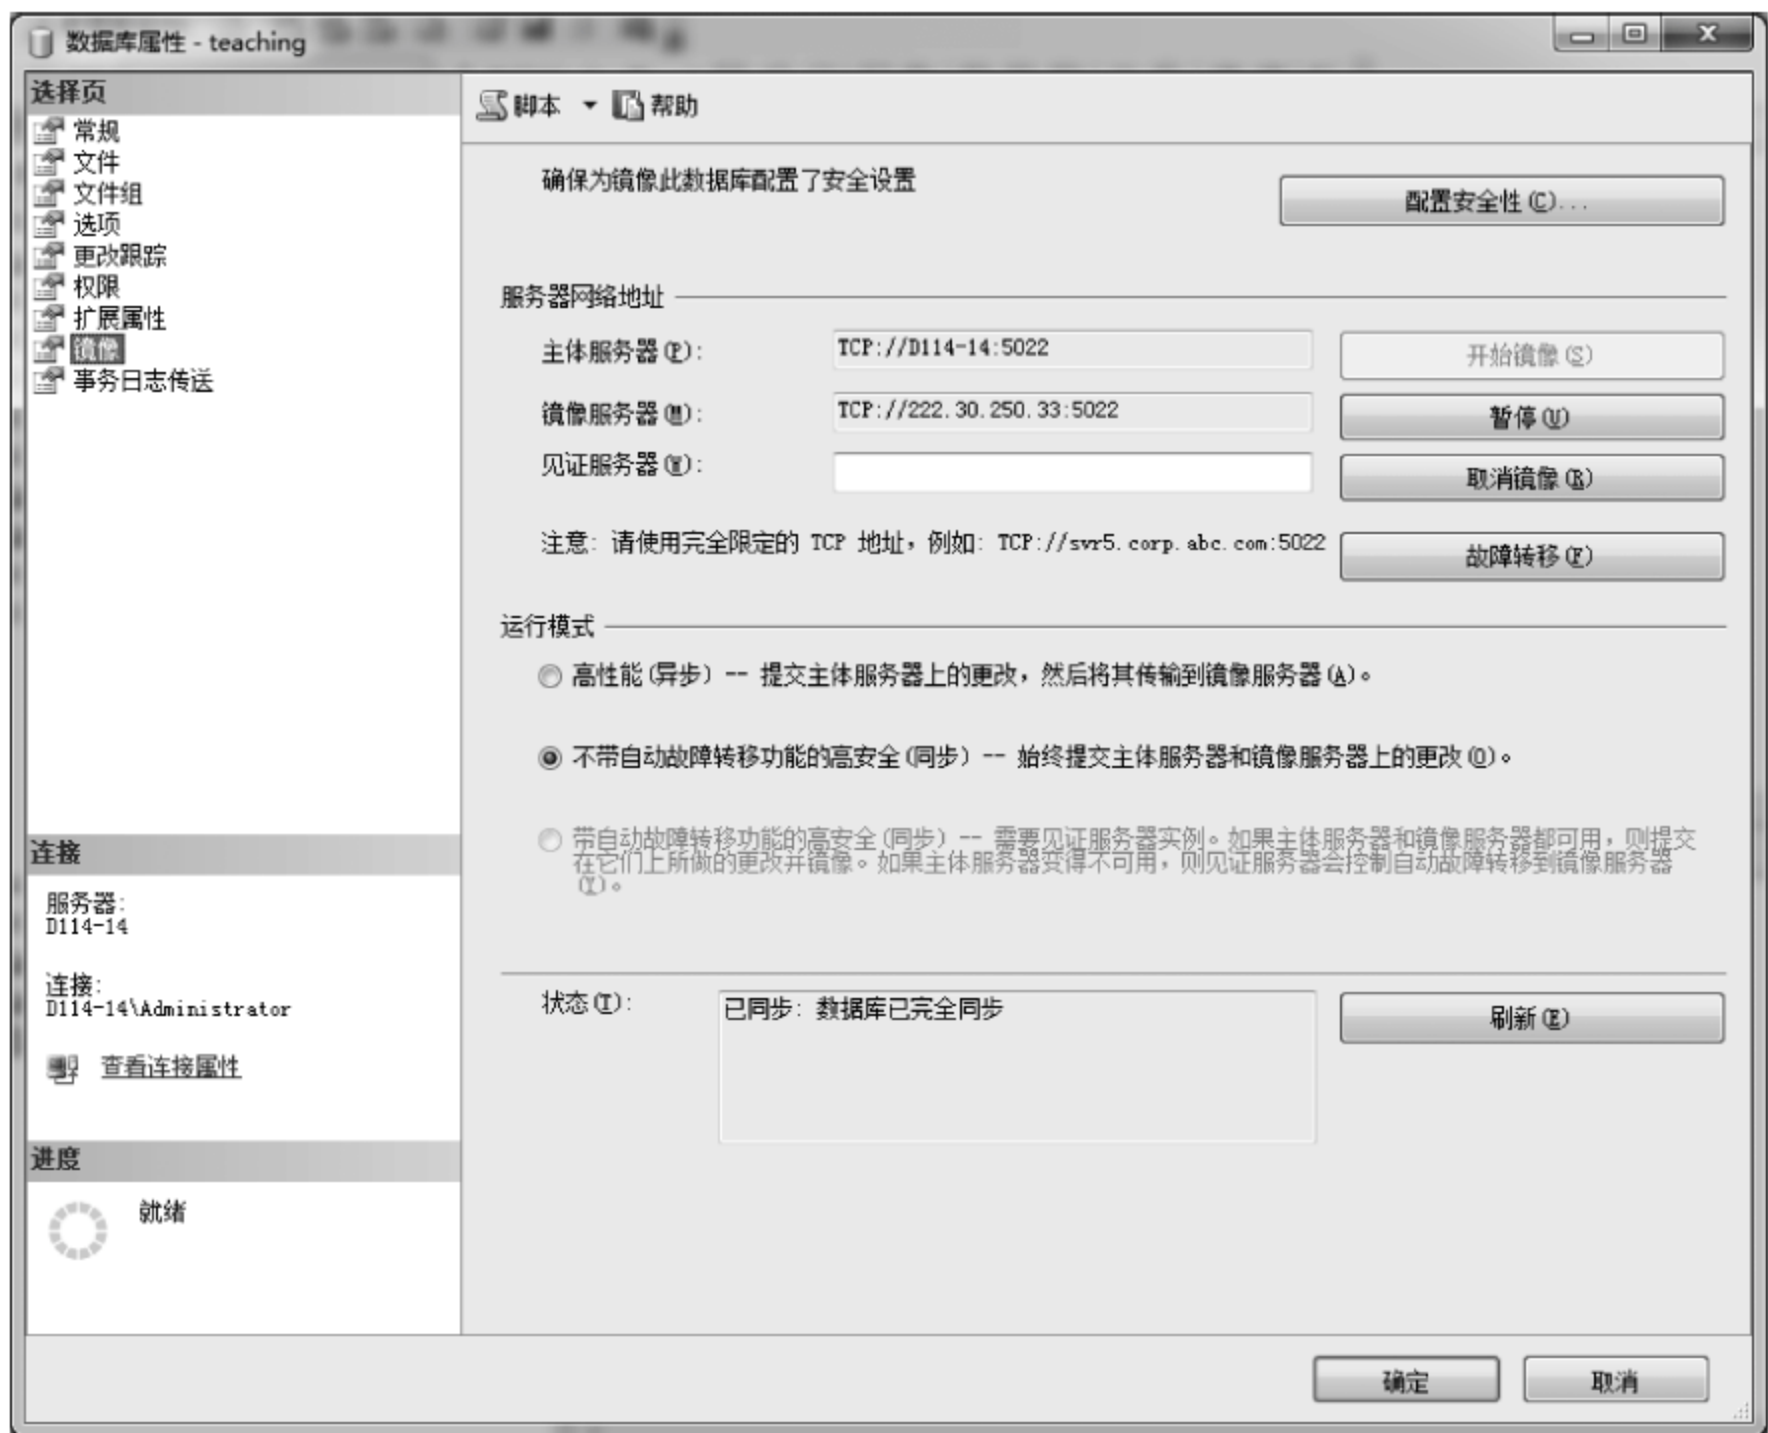 数据库属性 - teaching
选择页
常规
文件
文件组
选项
更改跟踪
权限
扩展属性
镜像
事务日志传送
连接
服务器:
D114-14
连接:
D114-14\Administrator
查看连接属性
进度
就绪
脚本 帮助
确保为镜像此数据库配置了安全设置
配置安全性(C)...
服务器网络地址
主体服务器(P): TCP://D114-14:5022 开始镜像(S)
镜像服务器(M): TCP://222.30.250.33:5022 暂停(U)
见证服务器(W): 取消镜像(R)
注意: 请使用完全限定的 TCP 地址，例如: TCP://svr5.corp.abc.com:5022 故障转移(F)
运行模式
高性能(异步) -- 提交主体服务器上的更改，然后将其传输到镜像服务器(A)。
不带自动故障转移功能的高安全(同步) -- 始终提交主体服务器和镜像服务器上的更改(O)。
带自动故障转移功能的高安全(同步) -- 需要见证服务器实例。如果主体服务器和镜像服务器都可用，则提交
在它们上所做的更改并镜像。如果主体服务器变得不可用，则见证服务器会控制自动故障转移到镜像服务器
(Y)。
状态(T): 已同步: 数据库已完全同步 刷新(E)
确定 取消